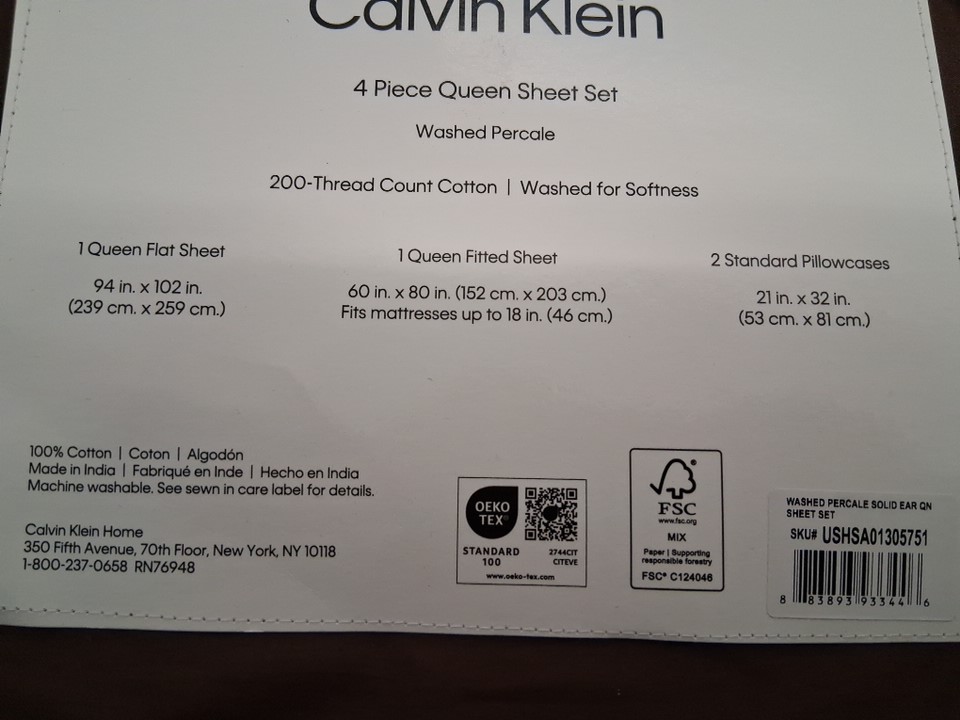 Calvin Klein
4 Piece Queen Sheet Set
Washed Percale
200-Thread Count Cotton | Washed for Softness
1 Queen Flat Sheet
94 in. x 102 in.
(239 cm. x 259 cm.)
1 Queen Fitted Sheet
60 in. x 80 in. (152 cm. x 203 cm.)
Fits mattresses up to 18 in. (46 cm.)
2 Standard Pillowcases
21 in. x 32 in.
(53 cm. x 81 cm.)
100% Cotton | Coton | Algodón
Made in India | Fabriqué en Inde | Hecho en India
Machine washable. See sewn in care label for details.
Calvin Klein Home
350 Fifth Avenue, 70th Floor, New York, NY 10118
1-800-237-0658 RN76948
OEKO
TEX®
STANDARD
100
2744CIT
CITEVE
www.oeko-tex.com
®
FSC
www.fsc.org
MIX
Paper | Supporting
responsible forestry
FSC® C124046
WASHED PERCALE SOLID EAR QN
SHEET SET
SKU# USHSA01305751
8 83893 93344 6